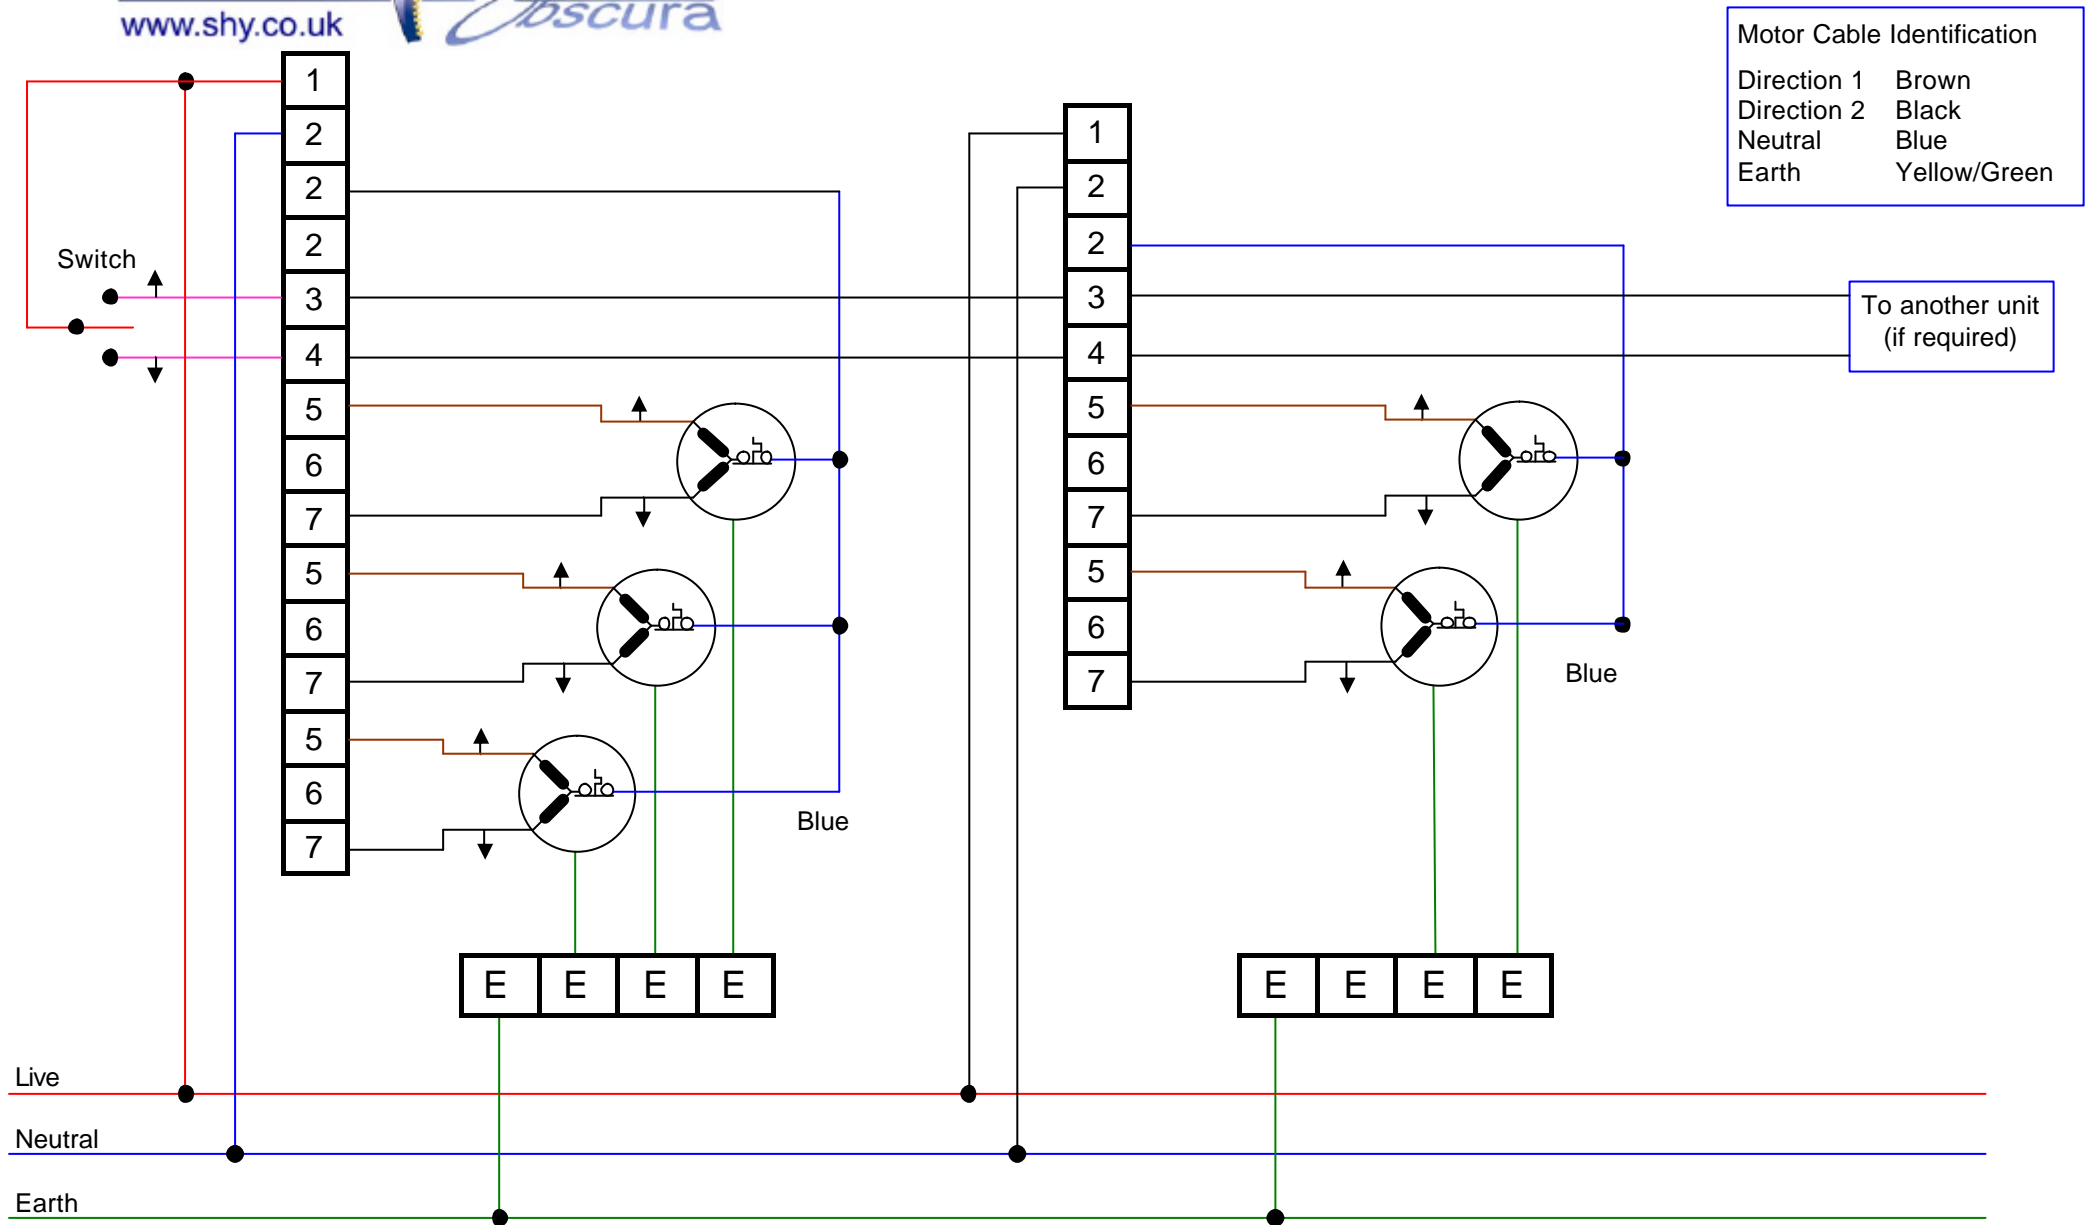 www.shy.co.uk
Obscura
Motor Cable Identification
Direction 1 Brown
Direction 2 Black
Neutral Blue
Earth Yellow/Green
Switch
1
2
2
2
3
4
5
6
7
5
6
7
5
6
7
Blue
E E E E
1
2
2
3
4
5
6
7
5
6
7
Blue
To another unit
(if required)
E E E E
Live
Neutral
Earth